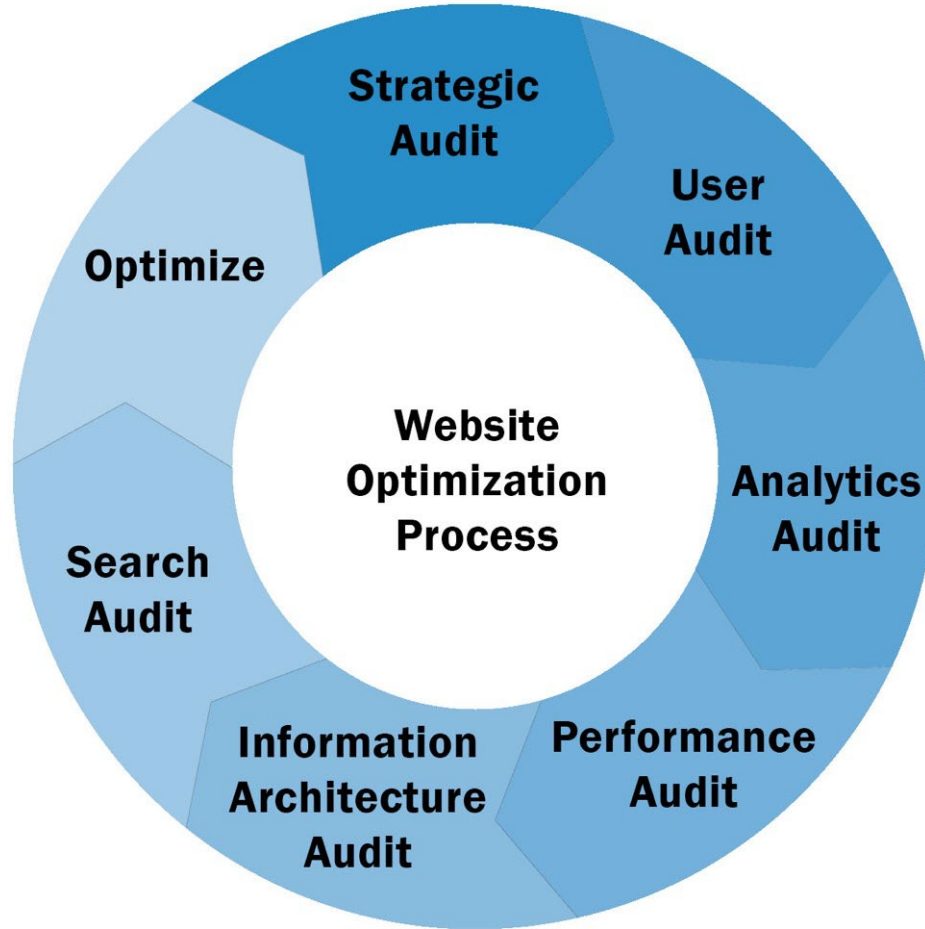 Strategic
Audit
User
Audit
Analytics
Audit
Performance
Audit
Information
Architecture
Audit
Search
Audit
Optimize
Website
Optimization
Process